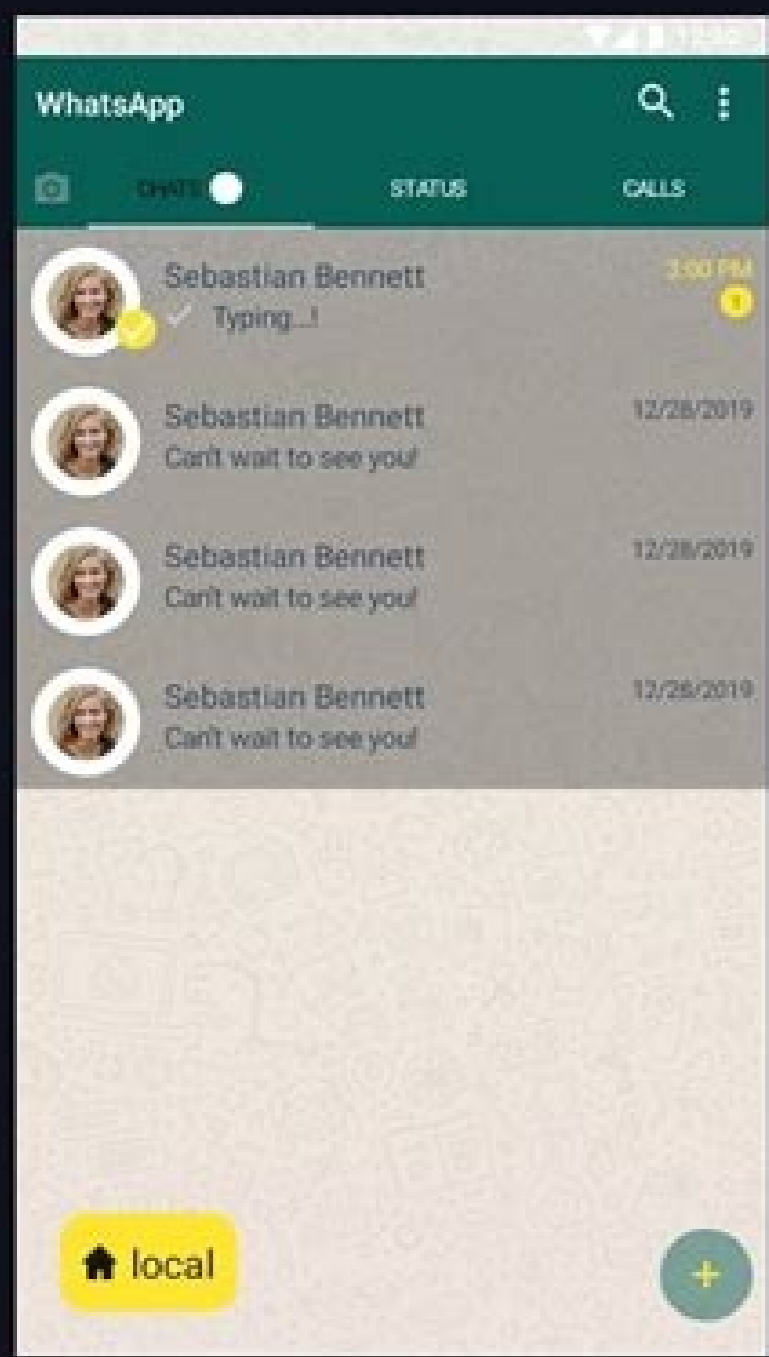 WhatsApp
CHATS STATUS CALLS
Sebastian Bennett 3:00 PM
Typing...!
Sebastian Bennett 12/28/2019
Can't wait to see you!
Sebastian Bennett 12/28/2019
Can't wait to see you!
Sebastian Bennett 12/28/2019
Can't wait to see you!
local
+